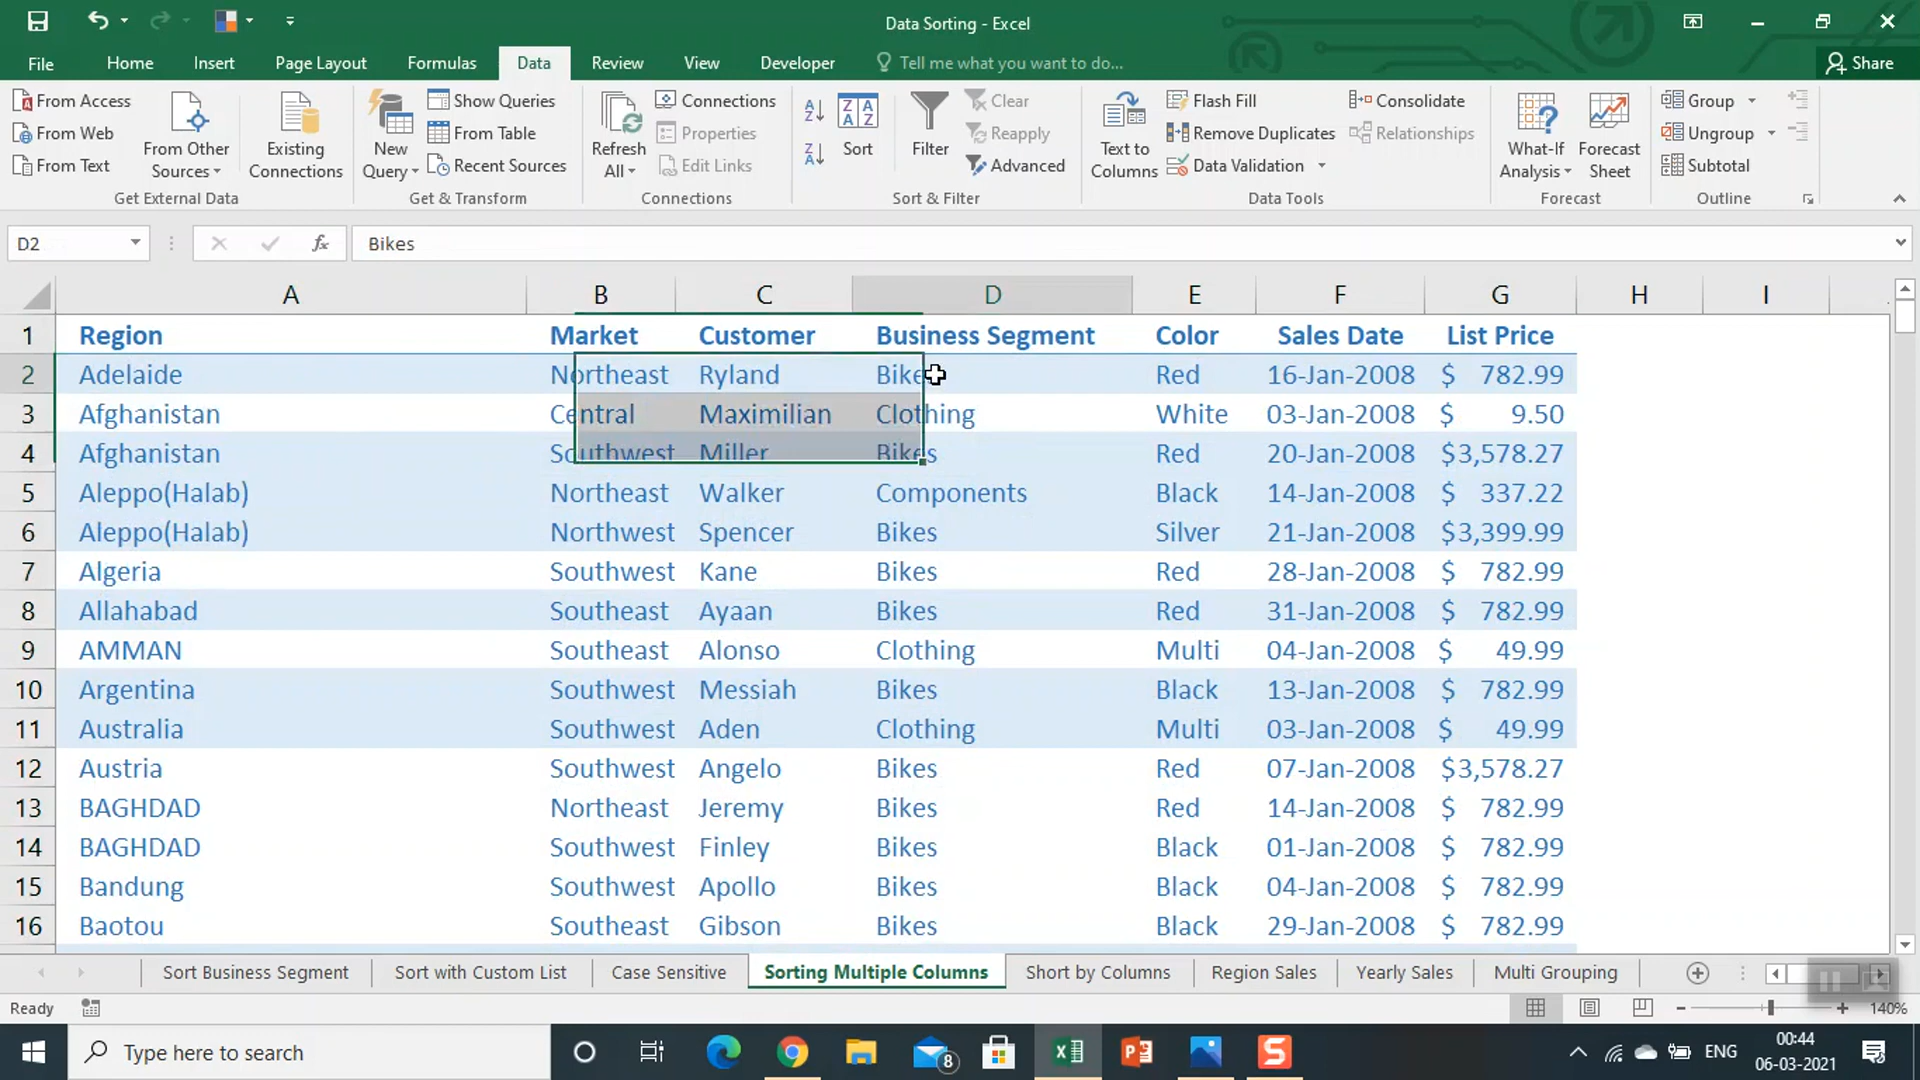 Data Sorting - Excel
File Home Insert Page Layout Formulas Data Review View Developer Tell me what you want to do... Share
From Access
From Web
From Text
From Other Sources
Existing Connections
Get External Data
New Query
Show Queries
From Table
Recent Sources
Get & Transform
Refresh All
Connections
Properties
Edit Links
Connections
Sort
Filter
Clear
Reapply
Advanced
Sort & Filter
Text to Columns
Flash Fill
Remove Duplicates
Data Validation
Consolidate
Relationships
Data Tools
What-If Analysis
Forecast Sheet
Forecast
Group
Ungroup
Subtotal
Outline
D2 fx Bikes
A B C D E F G H I
1 Region Market Customer Business Segment Color Sales Date List Price
2 Adelaide Northeast Ryland Bikes Red 16-Jan-2008 $ 782.99
3 Afghanistan Central Maximilian Clothing White 03-Jan-2008 $ 9.50
4 Afghanistan Southwest Miller Bikes Red 20-Jan-2008 $3,578.27
5 Aleppo(Halab) Northeast Walker Components Black 14-Jan-2008 $ 337.22
6 Aleppo(Halab) Northwest Spencer Bikes Silver 21-Jan-2008 $3,399.99
7 Algeria Southwest Kane Bikes Red 28-Jan-2008 $ 782.99
8 Allahabad Southeast Ayaan Bikes Red 31-Jan-2008 $ 782.99
9 AMMAN Southeast Alonso Clothing Multi 04-Jan-2008 $ 49.99
10 Argentina Southwest Messiah Bikes Black 13-Jan-2008 $ 782.99
11 Australia Southwest Aden Clothing Multi 03-Jan-2008 $ 49.99
12 Austria Southwest Angelo Bikes Red 07-Jan-2008 $3,578.27
13 BAGHDAD Northeast Jeremy Bikes Red 14-Jan-2008 $ 782.99
14 BAGHDAD Southwest Finley Bikes Black 01-Jan-2008 $ 782.99
15 Bandung Southwest Apollo Bikes Black 04-Jan-2008 $ 782.99
16 Baotou Southeast Gibson Bikes Black 29-Jan-2008 $ 782.99
Sort Business Segment Sort with Custom List Case Sensitive Sorting Multiple Columns Short by Columns Region Sales Yearly Sales Multi Grouping
Ready 140%
Type here to search 8 ENG 00:44
06-03-2021